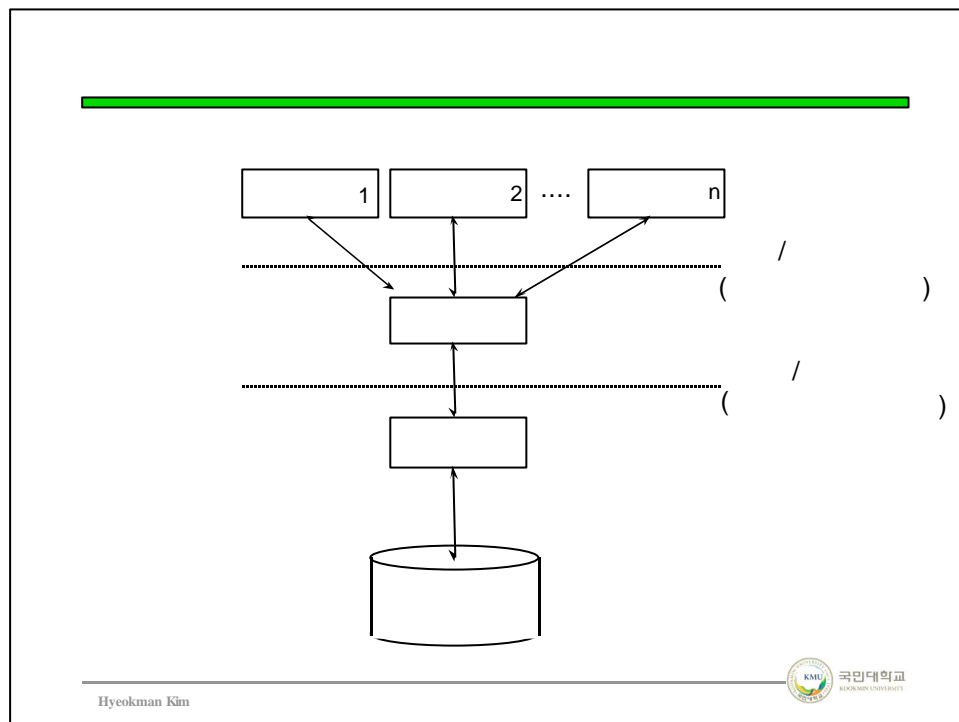 1 2 .... n
/
( )
/
( )
Hyeokman Kim
KMU
국민대학교
KOOKMIN UNIVERSITY